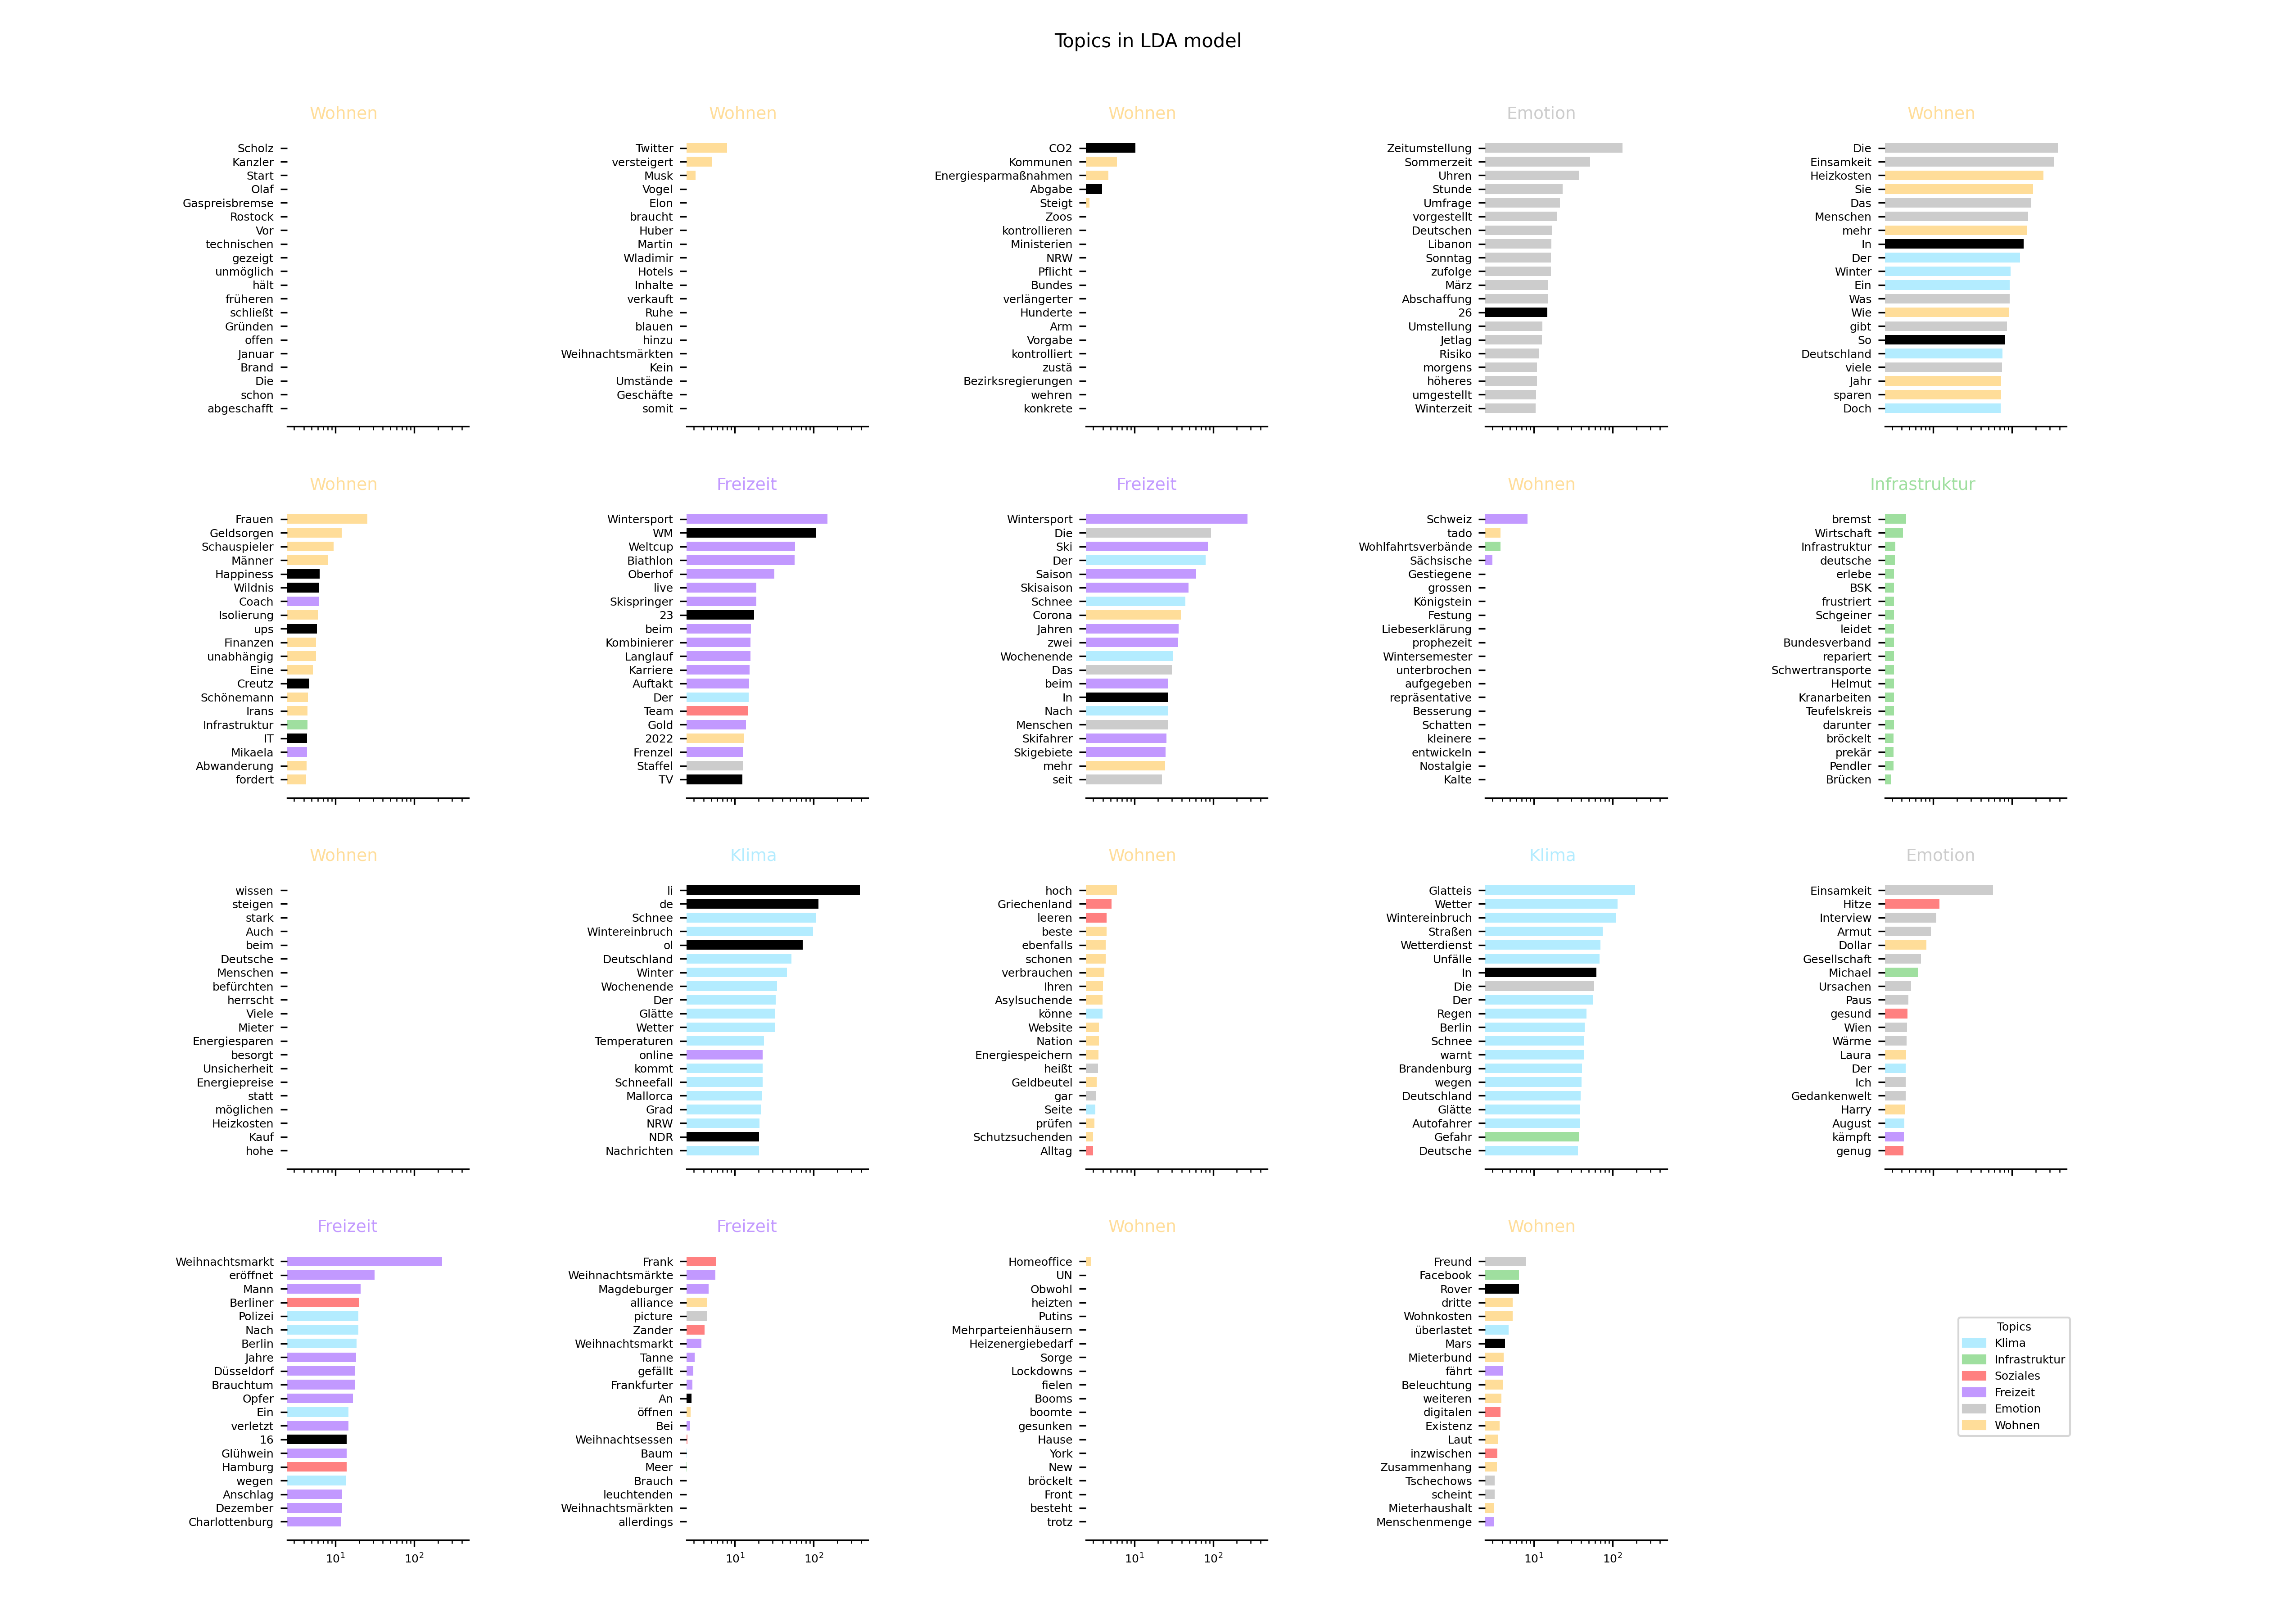 Topics in LDA model
Wohnen
Scholz
Kanzler
Start
Olaf
Gaspreisbremse
Rostock
Vor
technischen
gezeigt
unmöglich
hält
früheren
schließt
Gründen
offen
Januar
Brand
Die
schon
abgeschafft
Wohnen
Twitter
versteigert
Musk
Vogel
Elon
braucht
Huber
Martin
Wladimir
Hotels
Inhalte
verkauft
Ruhe
blauen
hinzu
Weihnachtsmärkten
Kein
Umstände
Geschäfte
somit
Wohnen
CO2
Kommunen
Energiesparmaßnahmen
Abgabe
Steigt
Zoos
kontrollieren
Ministerien
NRW
Pflicht
Bundes
verlängerter
Hunderte
Arm
Vorgabe
kontrolliert
zustä
Bezirksregierungen
wehren
konkrete
Emotion
Zeitumstellung
Sommerzeit
Uhren
Stunde
Umfrage
vorgestellt
Deutschen
Libanon
Sonntag
zufolge
März
Abschaffung
26
Umstellung
Jetlag
Risiko
morgens
höheres
umgestellt
Winterzeit
Wohnen
Die
Einsamkeit
Heizkosten
Sie
Das
Menschen
mehr
In
Der
Winter
Ein
Was
Wie
gibt
So
Deutschland
viele
Jahr
sparen
Doch
Wohnen
Frauen
Geldsorgen
Schauspieler
Männer
Happiness
Wildnis
Coach
Isolierung
ups
Finanzen
unabhängig
Eine
Creutz
Schönemann
Irans
Infrastruktur
IT
Mikaela
Abwanderung
fordert
Freizeit
Wintersport
WM
Weltcup
Biathlon
Oberhof
live
Skispringer
23
beim
Kombinierer
Langlauf
Karriere
Auftakt
Der
Team
Gold
2022
Frenzel
Staffel
TV
Freizeit
Wintersport
Die
Ski
Der
Saison
Skisaison
Schnee
Corona
Jahren
zwei
Wochenende
Das
beim
In
Nach
Menschen
Skifahrer
Skigebiete
mehr
seit
Wohnen
Schweiz
tado
Wohlfahrtsverbände
Sächsische
Gestiegene
grossen
Königstein
Festung
Liebeserklärung
prophezeit
Wintersemester
unterbrochen
aufgegeben
repräsentative
Besserung
Schatten
kleinere
entwickeln
Nostalgie
Kalte
Infrastruktur
bremst
Wirtschaft
Infrastruktur
deutsche
erlebe
BSK
frustriert
Schgeiner
leidet
Bundesverband
repariert
Schwertransporte
Helmut
Kranarbeiten
Teufelskreis
darunter
bröckelt
prekär
Pendler
Brücken
Wohnen
wissen
steigen
stark
Auch
beim
Deutsche
Menschen
befürchten
herrscht
Viele
Mieter
Energiesparen
besorgt
Unsicherheit
Energiepreise
statt
möglichen
Heizkosten
Kauf
hohe
Klima
li
de
Schnee
Wintereinbruch
ol
Deutschland
Winter
Wochenende
Der
Glätte
Wetter
Temperaturen
online
kommt
Schneefall
Mallorca
Grad
NRW
NDR
Nachrichten
Wohnen
hoch
Griechenland
leeren
beste
ebenfalls
schonen
verbrauchen
Ihren
Asylsuchende
könne
Website
Nation
Energiespeichern
heißt
Geldbeutel
gar
Seite
prüfen
Schutzsuchenden
Alltag
Klima
Glatteis
Wetter
Wintereinbruch
Straßen
Wetterdienst
Unfälle
In
Die
Der
Regen
Berlin
Schnee
warnt
Brandenburg
wegen
Deutschland
Glätte
Autofahrer
Gefahr
Deutsche
Emotion
Einsamkeit
Hitze
Interview
Armut
Dollar
Gesellschaft
Michael
Ursachen
Paus
gesund
Wien
Wärme
Laura
Der
Ich
Gedankenwelt
Harry
August
kämpft
genug
Freizeit
Weihnachtsmarkt
eröffnet
Mann
Berliner
Polizei
Nach
Berlin
Jahre
Düsseldorf
Brauchtum
Opfer
Ein
verletzt
16
Glühwein
Hamburg
wegen
Anschlag
Dezember
Charlottenburg
10¹ 10²
Freizeit
Frank
Weihnachtsmärkte
Magdeburger
alliance
picture
Zander
Weihnachtsmarkt
Tanne
gefällt
Frankfurter
An
öffnen
Bei
Weihnachtsessen
Baum
Meer
Brauch
leuchtenden
Weihnachtsmärkten
allerdings
10¹ 10²
Wohnen
Homeoffice
UN
Obwohl
heizten
Putins
Mehrparteienhäusern
Heizenergiebedarf
Sorge
Lockdowns
fielen
Booms
boomte
gesunken
Hause
York
New
bröckelt
Front
besteht
trotz
10¹ 10²
Wohnen
Freund
Facebook
Rover
dritte
Wohnkosten
überlastet
Mars
Mieterbund
fährt
Beleuchtung
weiteren
digitalen
Existenz
Laut
inzwischen
Zusammenhang
Tschechows
scheint
Mieterhaushalt
Menschenmenge
10¹ 10²
Topics
Klima
Infrastruktur
Soziales
Freizeit
Emotion
Wohnen